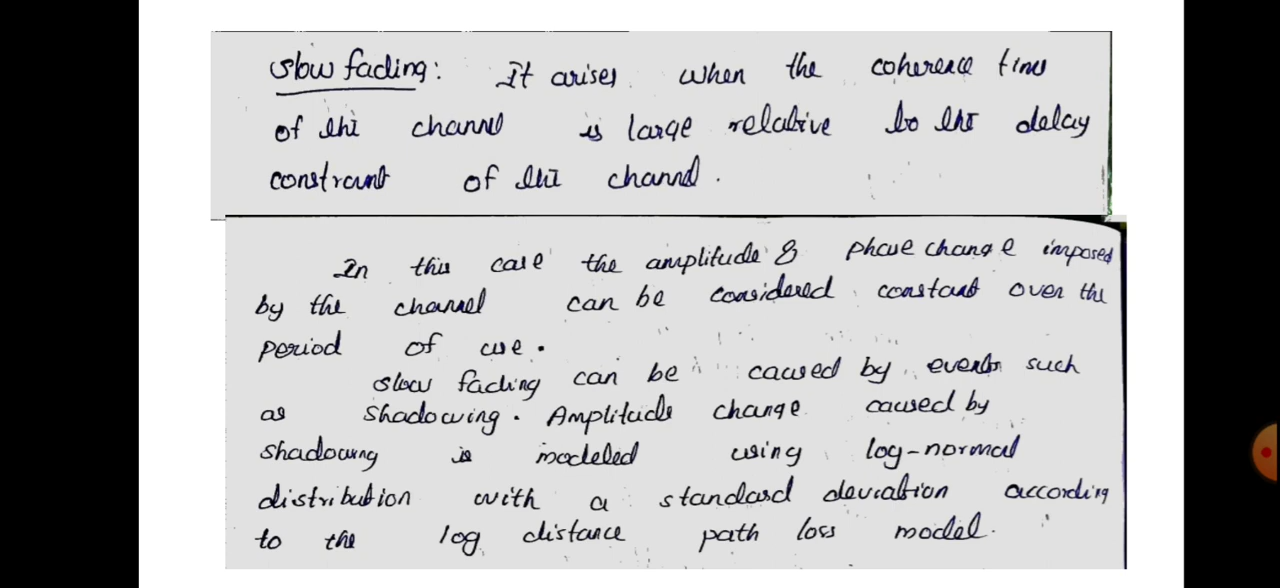 Slow fading: It arises when the coherence time
of the channel is large relative to the delay
constraint of the channel.
In this case the amplitude & phase change imposed
by the channel can be considered constant over the
period of use.
slow fading can be caused by events such
as shadowing. Amplitude change caused by
shadowing is modeled using log-normal
distribution with a standard deviation according
to the log distance path loss model.